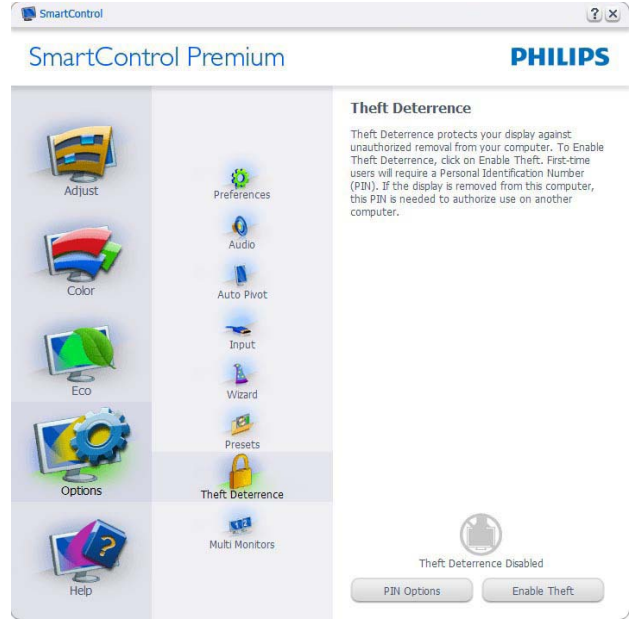 SmartControl
? x
SmartControl Premium
PHILIPS
Adjust
Color
Eco
Options
?
Help
Preferences
Audio
Auto Pivot
Input
Wizard
Presets
Theft Deterrence
1 2
Multi Monitors
Theft Deterrence
Theft Deterrence protects your display against
unauthorized removal from your computer. To Enable
Theft Deterrence, click on Enable Theft. First-time
users will require a Personal Identification Number
(PIN). If the display is removed from this computer,
this PIN is needed to authorize use on another
computer.
Theft Deterrence Disabled
PIN Options
Enable Theft